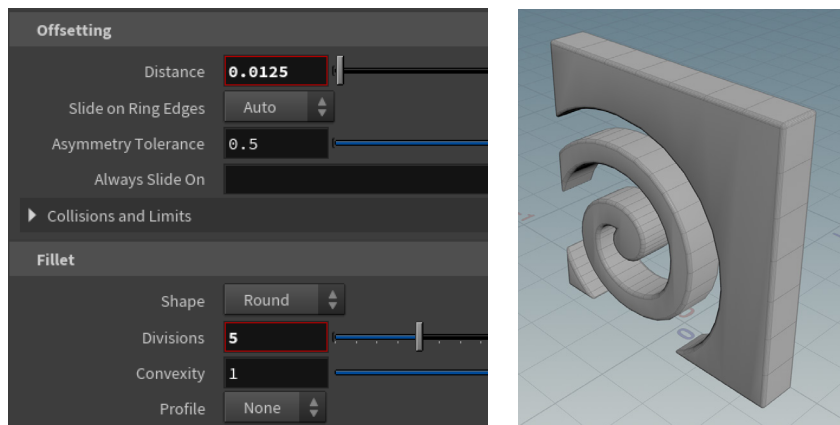 Offsetting
Distance 0.0125
Slide on Ring Edges Auto
Asymmetry Tolerance 0.5
Always Slide On
Collisions and Limits
Fillet
Shape Round
Divisions 5
Convexity 1
Profile None
0